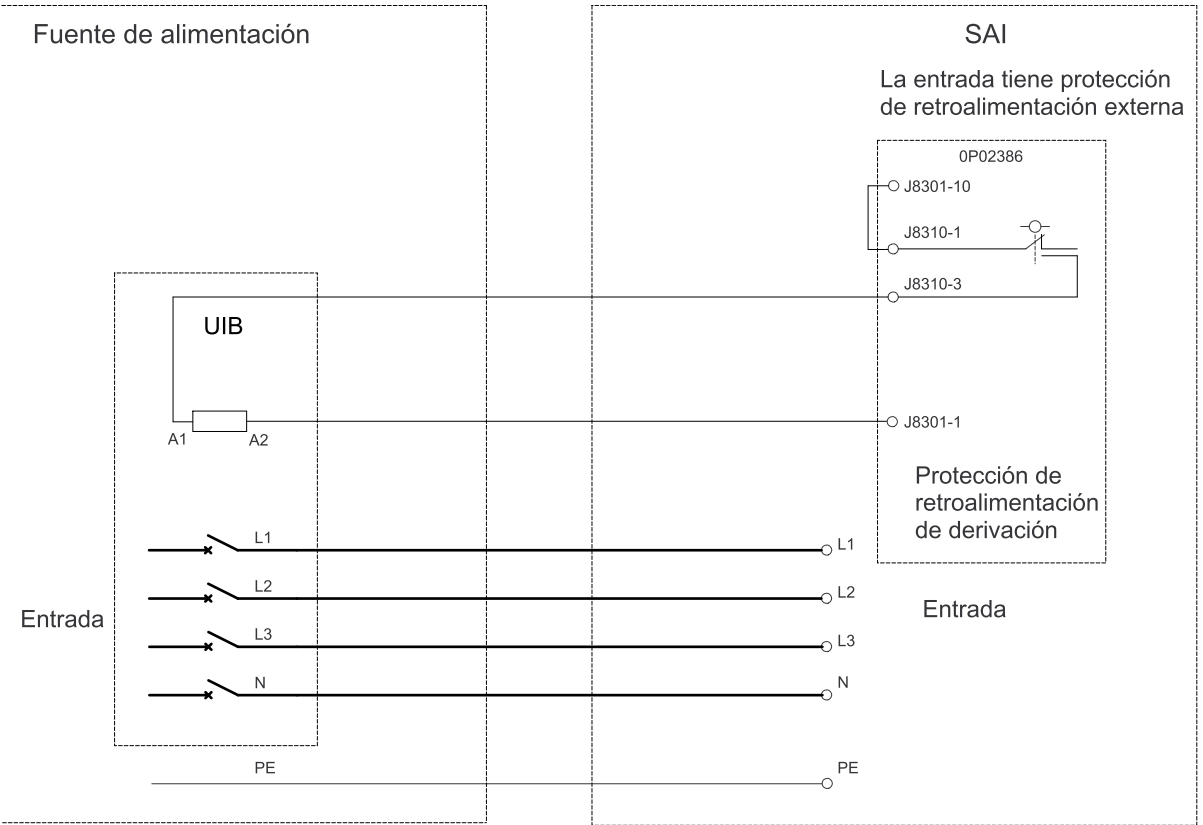 Fuente de alimentación
SAI
La entrada tiene protección
de retroalimentación externa
0P02386
J8301-10
J8310-1
J8310-3
UIB
A1
A2
J8301-1
Protección de
retroalimentación
de derivación
L1
L1
L2
L2
Entrada
Entrada
L3
L3
N
N
PE
PE